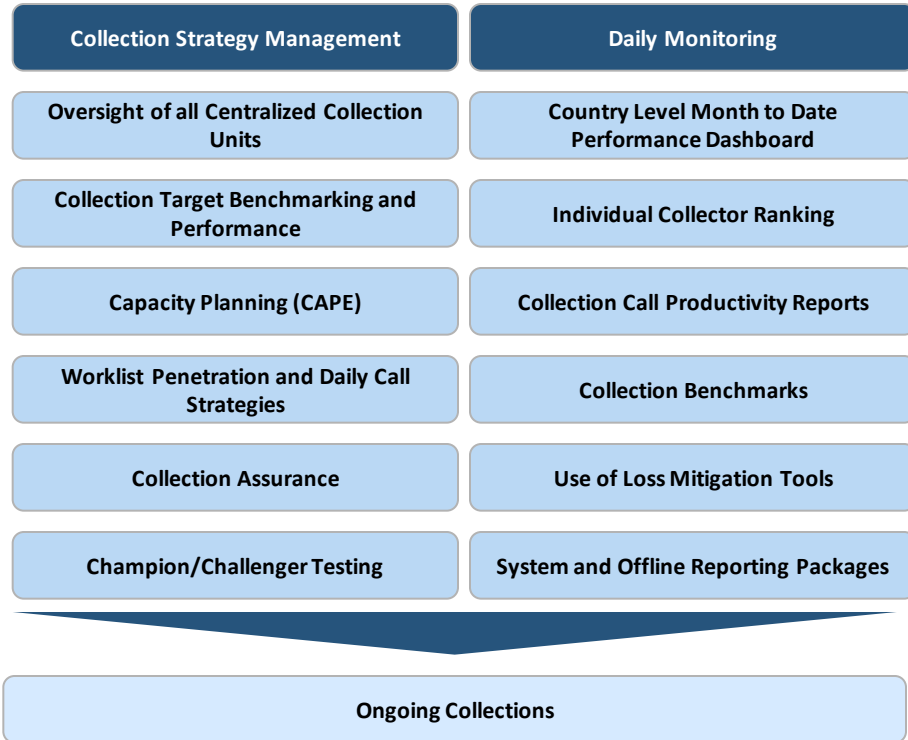 Collection Strategy Management
Daily Monitoring
Oversight of all Centralized Collection
Units
Country Level Month to Date
Performance Dashboard
Collection Target Benchmarking and
Performance
Individual Collector Ranking
Capacity Planning (CAPE)
Collection Call Productivity Reports
Worklist Penetration and Daily Call
Strategies
Collection Benchmarks
Collection Assurance
Use of Loss Mitigation Tools
Champion/Challenger Testing
System and Offline Reporting Packages
Ongoing Collections